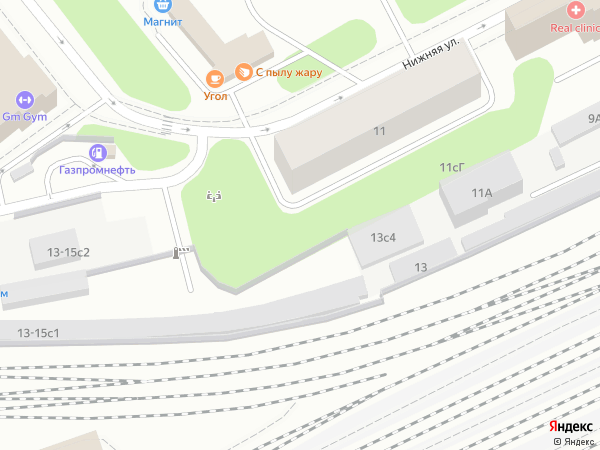 Магнит
Real clinic
Нижняя ул.
С пылу жару
Угол
Gm Gym
11
9А
Газпромнефть
11сГ
11А
13с4
13-15с2
13
м
13-15с1
Яндекс
© Яндекс